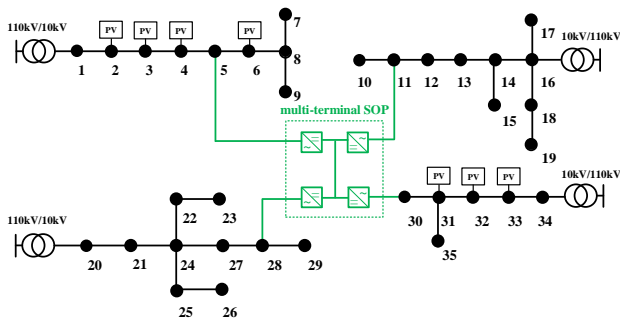 110kV/10kV
PV
PV
PV
PV
1
2
3
4
5
6
7
8
9
10kV/110kV
10
11
12
13
14
15
16
17
18
19
multi-terminal SOP
110kV/10kV
20
21
22
23
24
25
26
27
28
29
10kV/110kV
PV
PV
PV
30
31
32
33
34
35